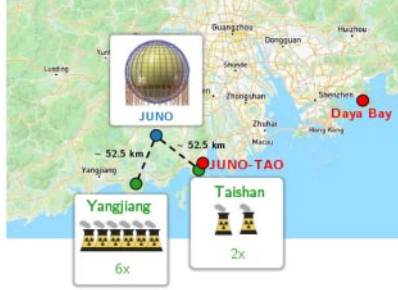 Guangzhou
Huizhou
Dongguan
Yunfu
Luoding
Shunde
JUNO
Zhongshan
Shenzhen
Daya Bay
Zhuhai
Hong Kong
Macau
~ 52.5 km
~ 52.5 km
JUNO-TAO
Yangjiang
Taishan
Yangjiang
2x
6x